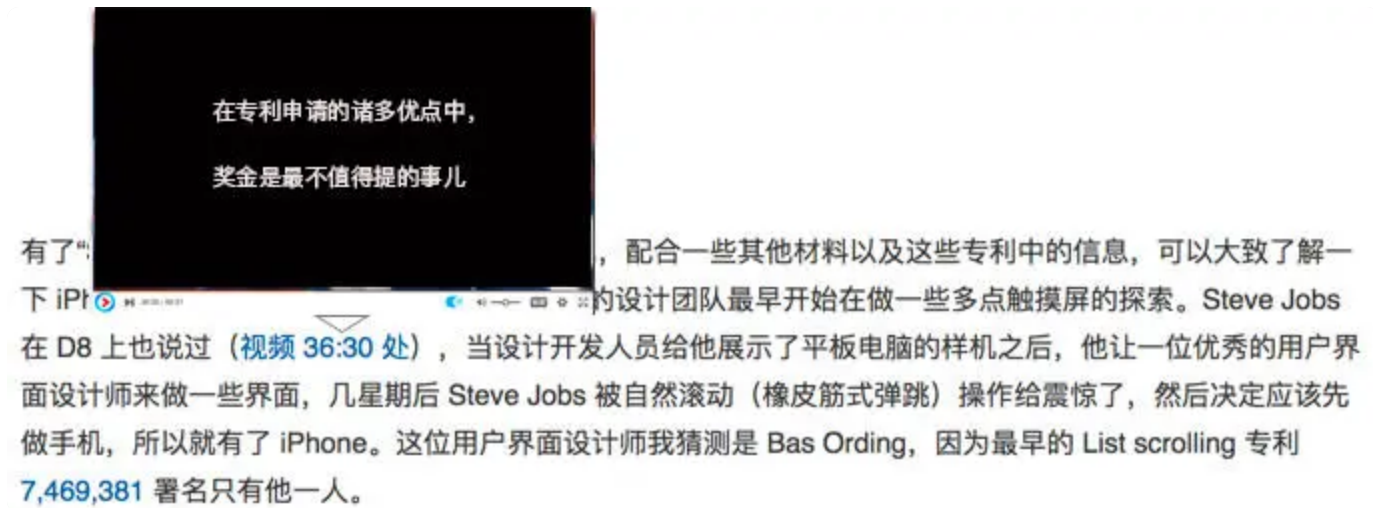 在专利申请的诸多优点中，
奖金是最不值得提的事儿
有了“ ，配合一些其他材料以及这些专利中的信息，可以大致了解一
下 iPh 的设计团队最早开始在做一些多点触摸屏的探索。Steve Jobs
在 D8 上也说过（视频 36:30 处），当设计开发人员给他展示了平板电脑的样机之后，他让一位优秀的用户界
面设计师来做一些界面，几星期后 Steve Jobs 被自然滚动（橡皮筋式弹跳）操作给震惊了，然后决定应该先
做手机，所以就有了 iPhone。这位用户界面设计师我猜测是 Bas Ording，因为最早的 List scrolling 专利
7,469,381 署名只有他一人。